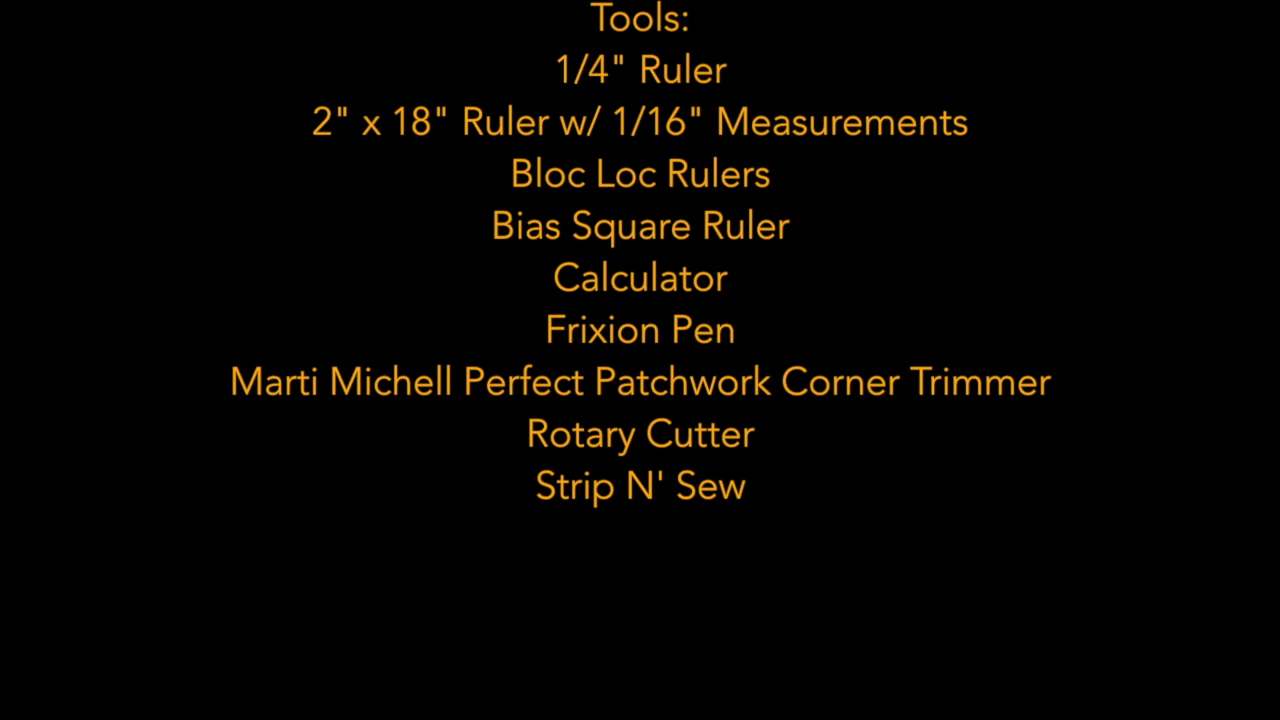 Tools:
1/4" Ruler
2" x 18" Ruler w/ 1/16" Measurements
Bloc Loc Rulers
Bias Square Ruler
Calculator
Frixion Pen
Marti Michell Perfect Patchwork Corner Trimmer
Rotary Cutter
Strip N' Sew